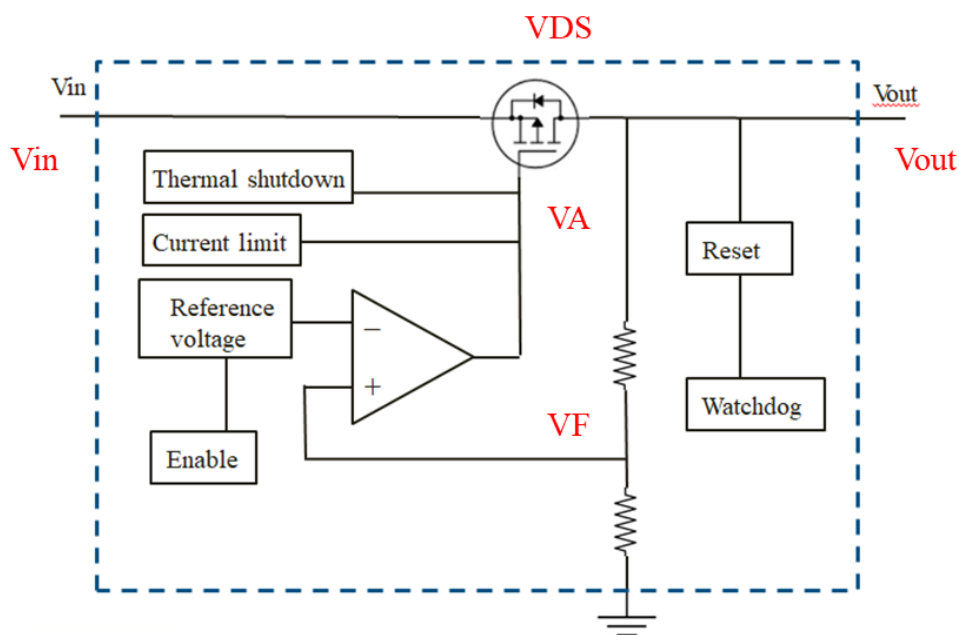 VDS
Vin
Vout
Vin
Vout
Thermal shutdown
VA
Current limit
Reset
Reference
voltage
−
+
Watchdog
VF
Enable